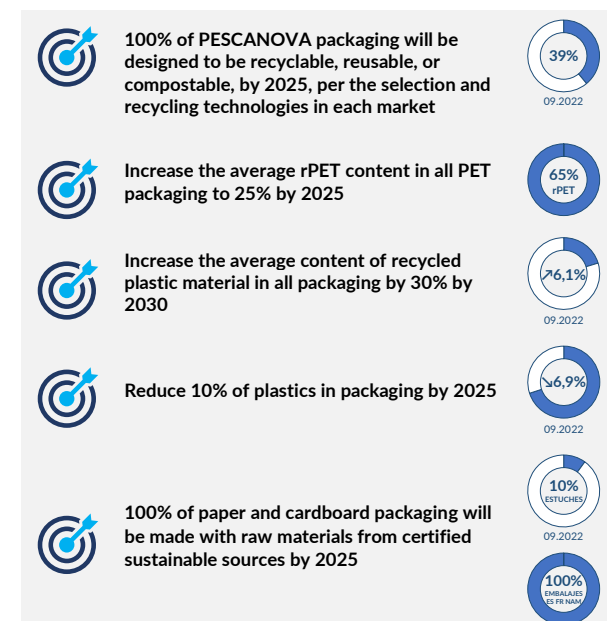 100% of PESCANOVA packaging will be
designed to be recyclable, reusable, or
compostable, by 2025, per the selection and
recycling technologies in each market
39%
09.2022
Increase the average rPET content in all PET
packaging to 25% by 2025
65%
rPET
Increase the average content of recycled
plastic material in all packaging by 30% by
2030
↗6,1%
09.2022
Reduce 10% of plastics in packaging by 2025
↘6,9%
09.2022
100% of paper and cardboard packaging will
be made with raw materials from certified
sustainable sources by 2025
10%
ESTUCHES
09.2022
100%
EMBALAJES
ES FR NAM